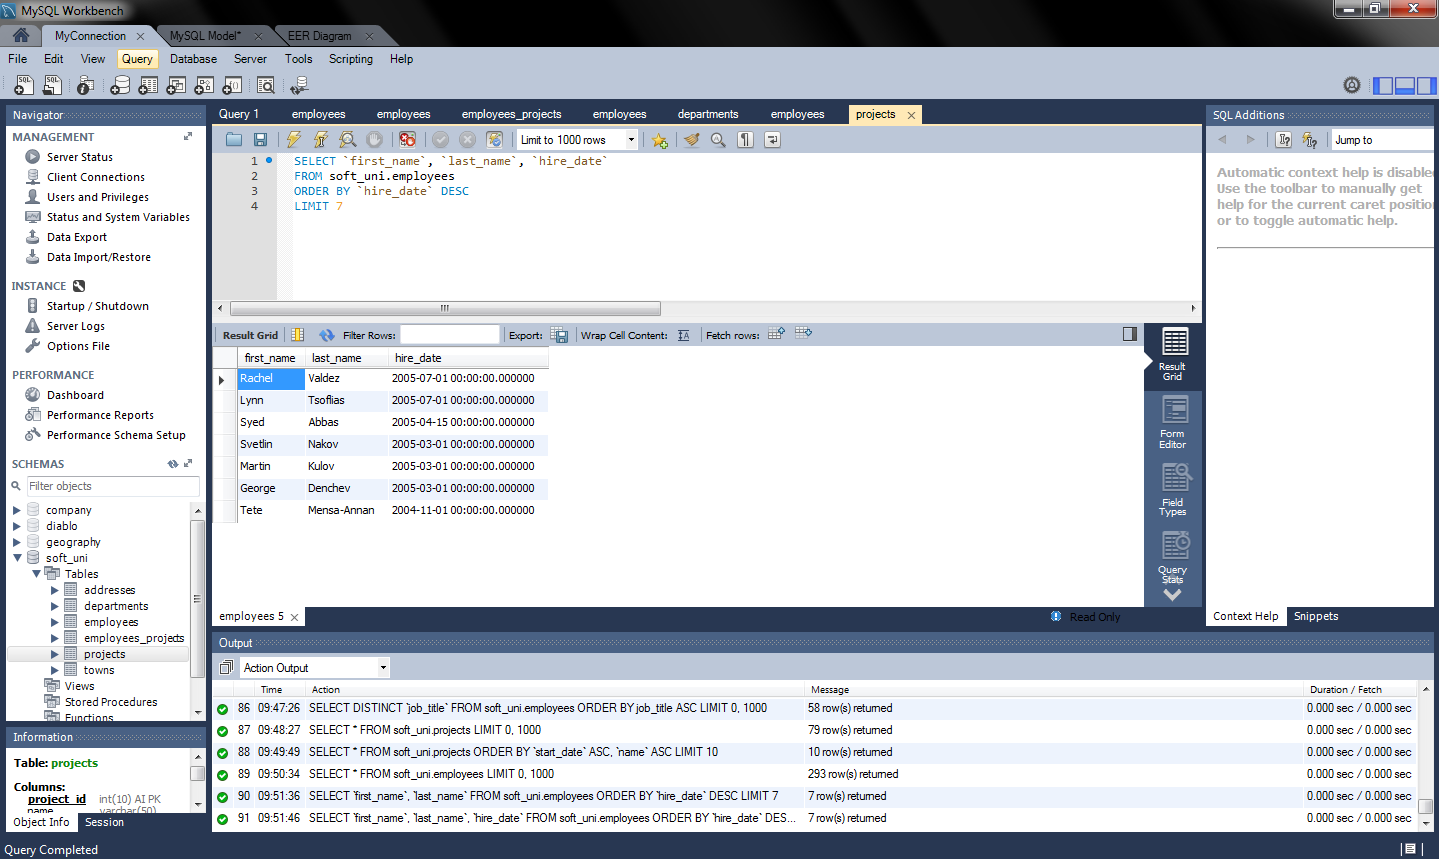 MySQL Workbench
MyConnection
MySQL Model*
EER Diagram
File Edit View Query Database Server Tools Scripting Help
Navigator
MANAGEMENT
Server Status
Client Connections
Users and Privileges
Status and System Variables
Data Export
Data Import/Restore
INSTANCE
Startup / Shutdown
Server Logs
Options File
PERFORMANCE
Dashboard
Performance Reports
Performance Schema Setup
SCHEMAS
Filter objects
company
diablo
geography
soft_uni
Tables
addresses
departments
employees
employees_projects
projects
towns
Views
Stored Procedures
Functions
Information
Table: projects
Columns:
project_id int(10) AI PK
name varchar(50)
Object Info Session
Query Completed
Query 1 employees employees employees_projects employees departments employees projects
Limit to 1000 rows
1 SELECT `first_name`, `last_name`, `hire_date`
2 FROM soft_uni.employees
3 ORDER BY `hire_date` DESC
4 LIMIT 7
Result Grid Filter Rows: Export: Wrap Cell Content: Fetch rows:
first_name last_name hire_date
Rachel Valdez 2005-07-01 00:00:00.000000
Lynn Tsoflias 2005-07-01 00:00:00.000000
Syed Abbas 2005-04-15 00:00:00.000000
Svetlin Nakov 2005-03-01 00:00:00.000000
Martin Kulov 2005-03-01 00:00:00.000000
George Denchev 2005-03-01 00:00:00.000000
Tete Mensa-Annan 2004-11-01 00:00:00.000000
Result
Grid
Form
Editor
Field
Types
Query
Stats
employees 5
Read Only
SQL Additions
Jump to
Automatic context help is disabled
Use the toolbar to manually get
help for the current caret position
or to toggle automatic help.
Context Help Snippets
Output
Action Output
Time Action Message Duration / Fetch
86 09:47:26 SELECT DISTINCT `job_title` FROM soft_uni.employees ORDER BY job_title ASC LIMIT 0, 1000 58 row(s) returned 0.000 sec / 0.000 sec
87 09:48:27 SELECT * FROM soft_uni.projects LIMIT 0, 1000 79 row(s) returned 0.000 sec / 0.000 sec
88 09:49:49 SELECT * FROM soft_uni.projects ORDER BY `start_date` ASC, `name` ASC LIMIT 10 10 row(s) returned 0.000 sec / 0.000 sec
89 09:50:34 SELECT * FROM soft_uni.employees LIMIT 0, 1000 293 row(s) returned 0.000 sec / 0.000 sec
90 09:51:36 SELECT `first_name`, `last_name` FROM soft_uni.employees ORDER BY `hire_date` DESC LIMIT 7 7 row(s) returned 0.000 sec / 0.000 sec
91 09:51:46 SELECT `first_name`, `last_name`, `hire_date` FROM soft_uni.employees ORDER BY `hire_date` DES... 7 row(s) returned 0.000 sec / 0.000 sec